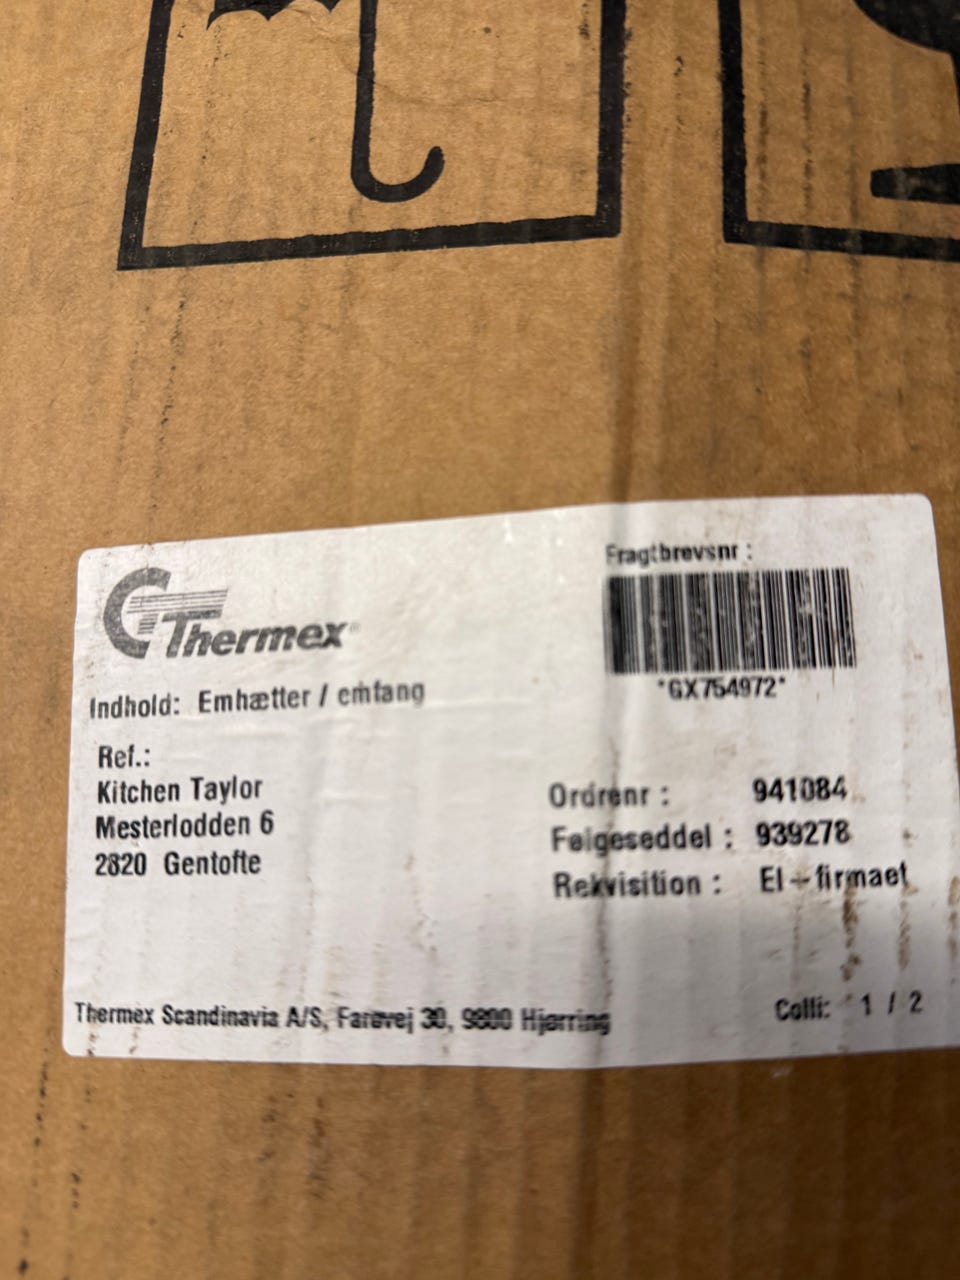 Thermex
Fragtbrevsnr :
*GX754972*
Indhold: Emhætter / emfang
Ref.:
Kitchen Taylor
Mesterlodden 6
2820 Gentofte
Ordrenr : 941084
Følgeseddel : 939278
Rekvisition : El-firmaet
Thermex Scandinavia A/S, Farøvej 30, 9800 Hjørring
Colli: 1 / 2